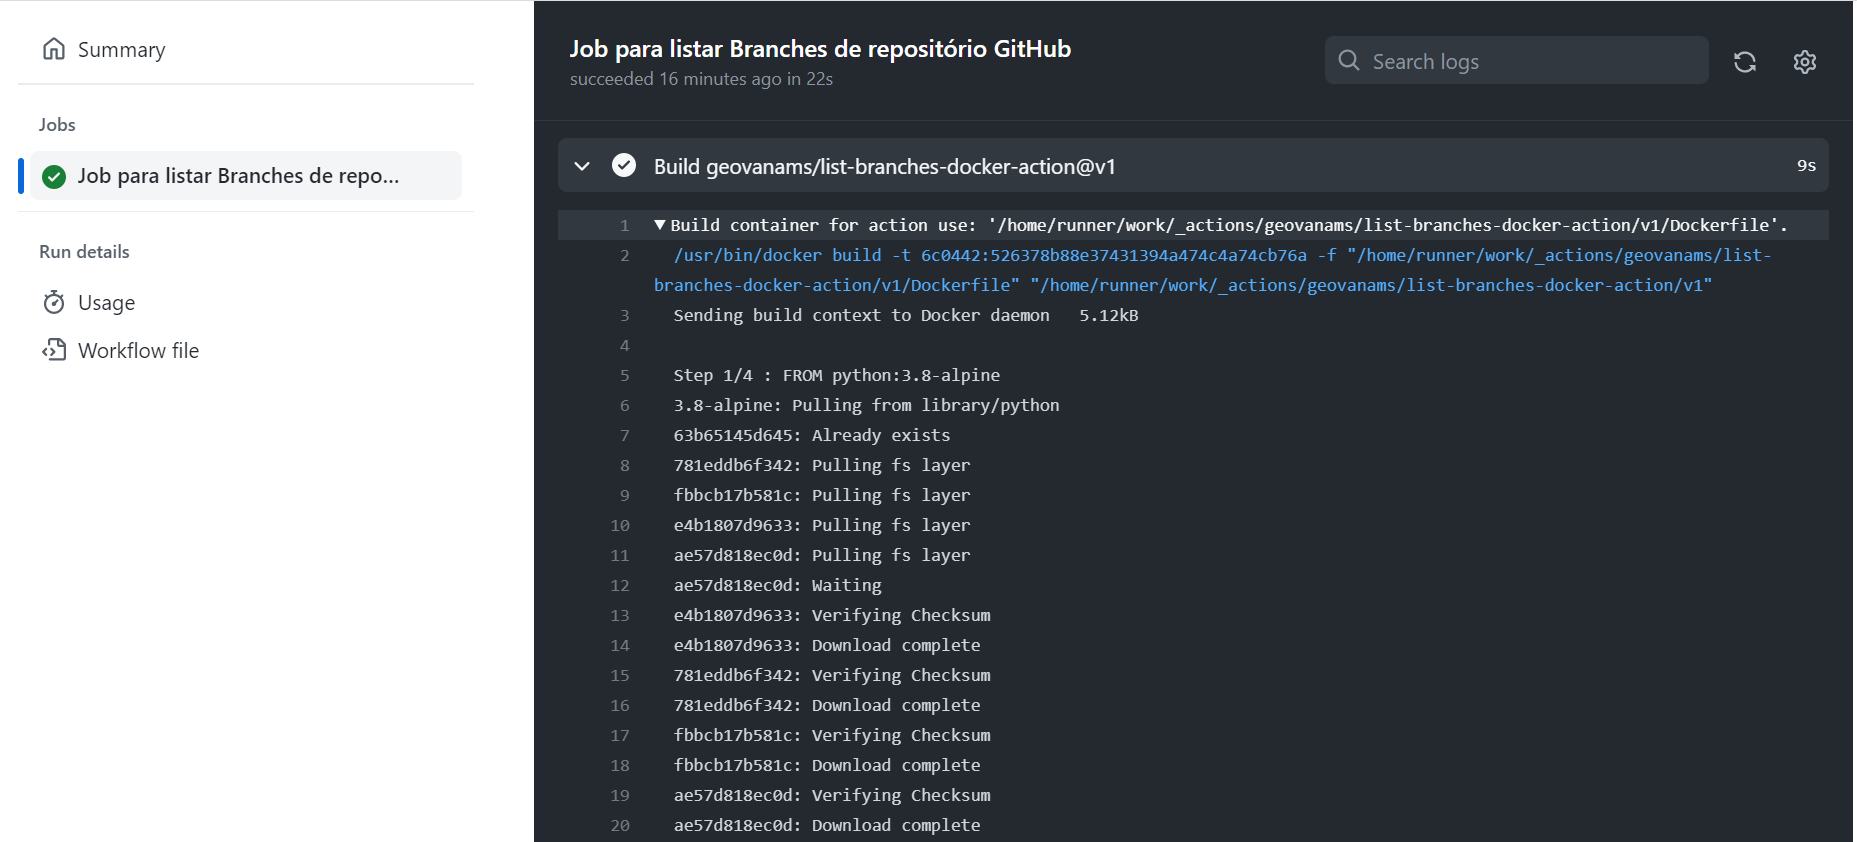 Summary
Jobs
Job para listar Branches de repo...
Run details
Usage
Workflow file
Job para listar Branches de repositório GitHub
succeeded 16 minutes ago in 22s
Search logs
Build geovanams/list-branches-docker-action@v1 9s
1 ▼Build container for action use: '/home/runner/work/_actions/geovanams/list-branches-docker-action/v1/Dockerfile'.
2 /usr/bin/docker build -t 6c0442:526378b88e37431394a474c4a74cb76a -f "/home/runner/work/_actions/geovanams/list-
branches-docker-action/v1/Dockerfile" "/home/runner/work/_actions/geovanams/list-branches-docker-action/v1"
3 Sending build context to Docker daemon   5.12kB
4
5 Step 1/4 : FROM python:3.8-alpine
6 3.8-alpine: Pulling from library/python
7 63b65145d645: Already exists
8 781eddb6f342: Pulling fs layer
9 fbbcb17b581c: Pulling fs layer
10 e4b1807d9633: Pulling fs layer
11 ae57d818ec0d: Pulling fs layer
12 ae57d818ec0d: Waiting
13 e4b1807d9633: Verifying Checksum
14 e4b1807d9633: Download complete
15 781eddb6f342: Verifying Checksum
16 781eddb6f342: Download complete
17 fbbcb17b581c: Verifying Checksum
18 fbbcb17b581c: Download complete
19 ae57d818ec0d: Verifying Checksum
20 ae57d818ec0d: Download complete